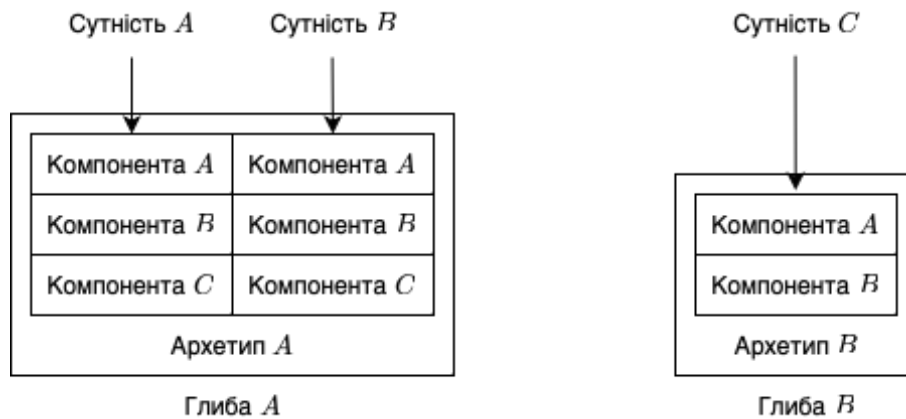 Сутність A
Сутність B
Сутність C
Компонента A
Компонента A
Компонента B
Компонента B
Компонента C
Компонента C
Архетип A
Глиба A
Компонента A
Компонента B
Архетип B
Глиба B